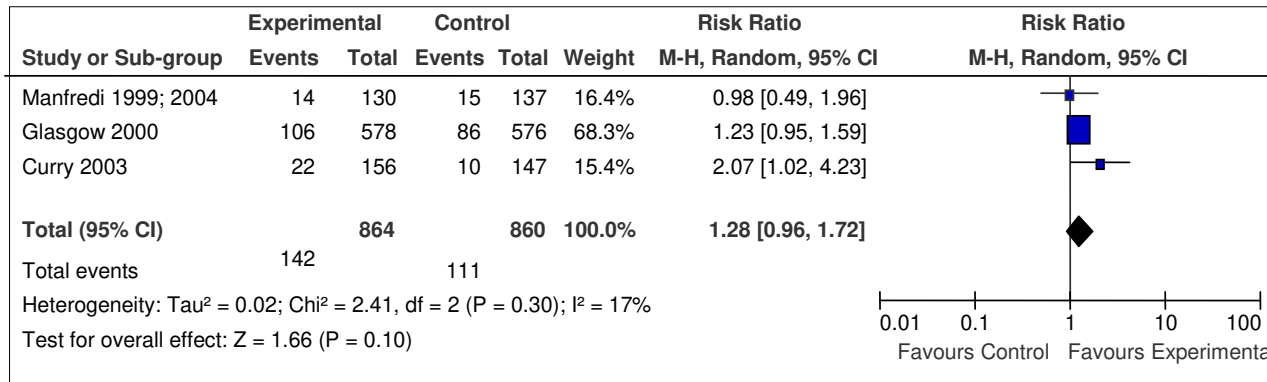 Experimental Control Risk Ratio Risk Ratio
Study or Sub-group Events Total Events Total Weight M-H, Random, 95% CI M-H, Random, 95% CI
Manfredi 1999; 2004 14 130 15 137 16.4% 0.98 [0.49, 1.96]
Glasgow 2000 106 578 86 576 68.3% 1.23 [0.95, 1.59]
Curry 2003 22 156 10 147 15.4% 2.07 [1.02, 4.23]
Total (95% CI) 864 860 100.0% 1.28 [0.96, 1.72]
Total events 142 111
Heterogeneity: Tau² = 0.02; Chi² = 2.41, df = 2 (P = 0.30); I² = 17%
Test for overall effect: Z = 1.66 (P = 0.10)
0.01 0.1 1 10 100
Favours Control Favours Experimenta